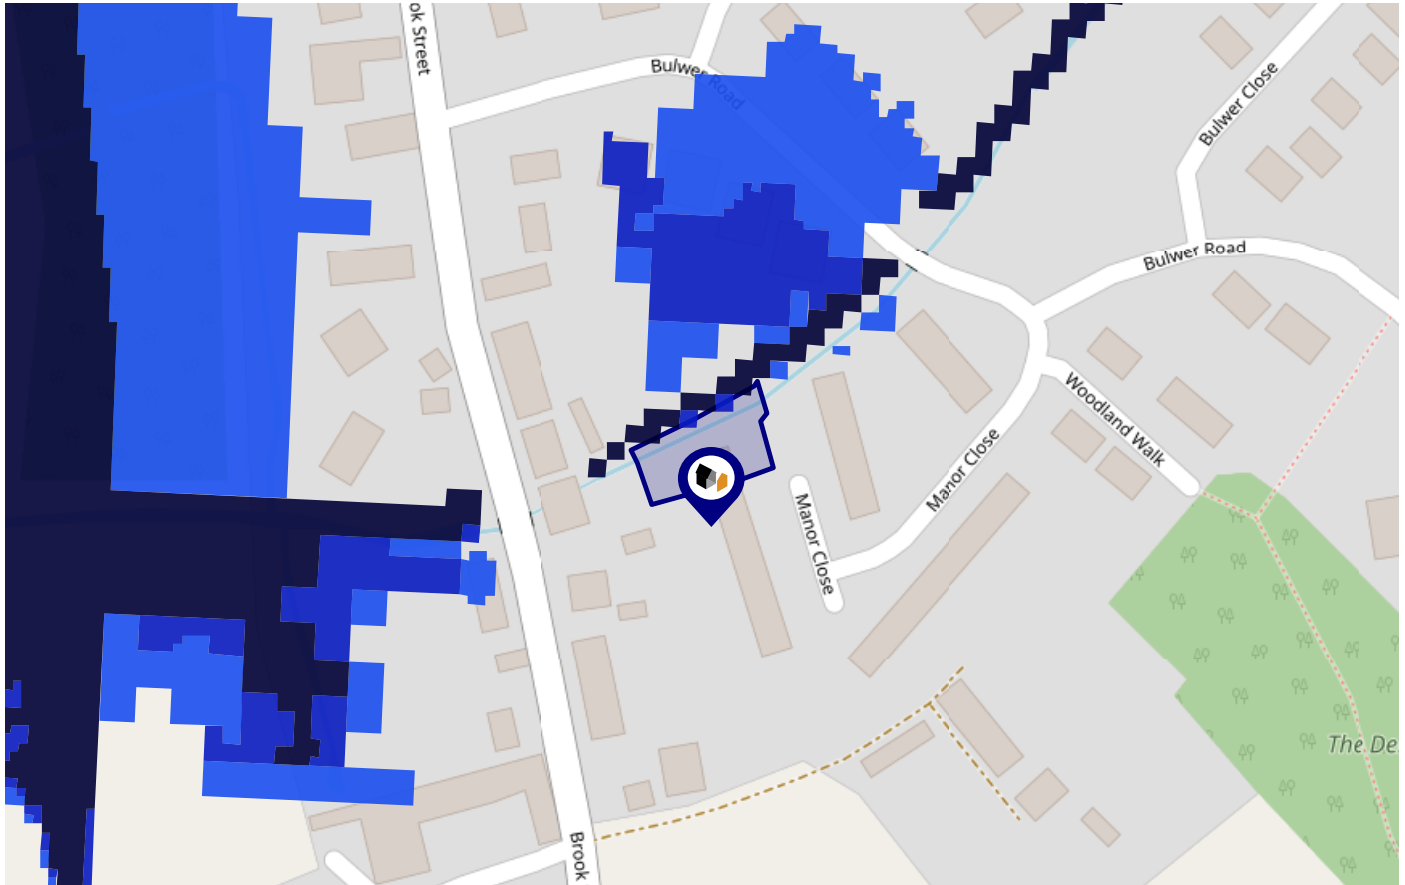 ok Street
Bulwer Road
Bulwer Close
Bulwer Road
Woodland Walk
Manor Close
Manor Close
The De
Brook